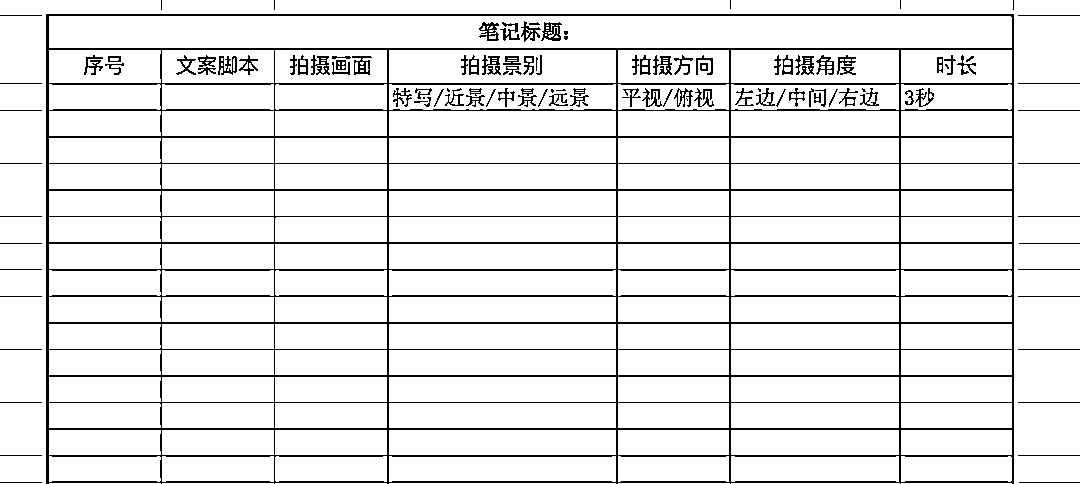 笔记标题：
序号 文案脚本 拍摄画面 拍摄景别 拍摄方向 拍摄角度 时长
特写/近景/中景/远景 平视/俯视 左边/中间/右边 3秒